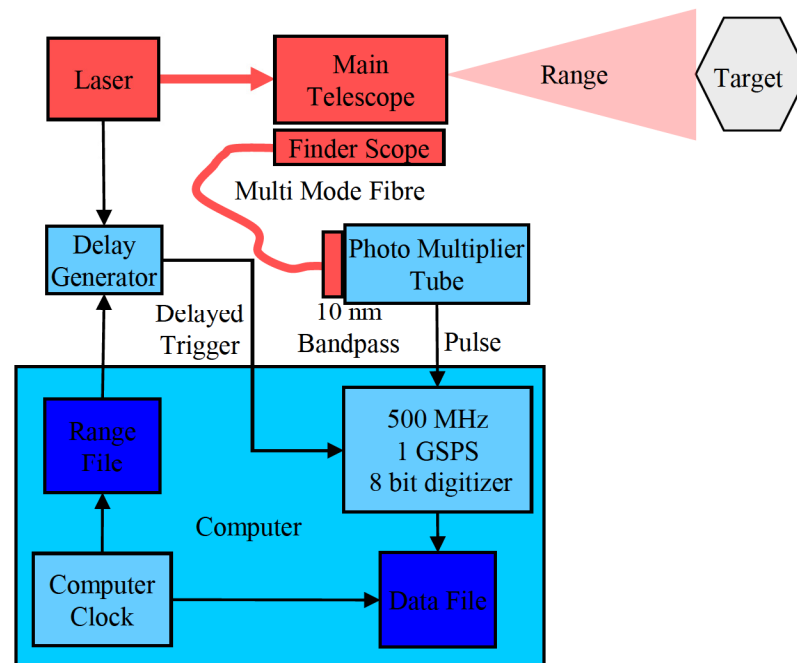 Laser
Main
Telescope
Range
Target
Finder Scope
Multi Mode Fibre
Delay
Generator
Photo Multiplier
Tube
10 nm
Bandpass
Delayed
Trigger
Pulse
Range
File
500 MHz
1 GSPS
8 bit digitizer
Computer
Computer
Clock
Data File